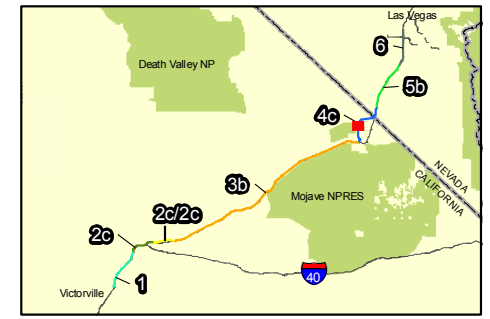 Las Vegas
6
Death Valley NP
5b
4c
NEVADA
CALIFORNIA
3b
Mojave NPRES
2c/2c
2c
40
1
Victorville